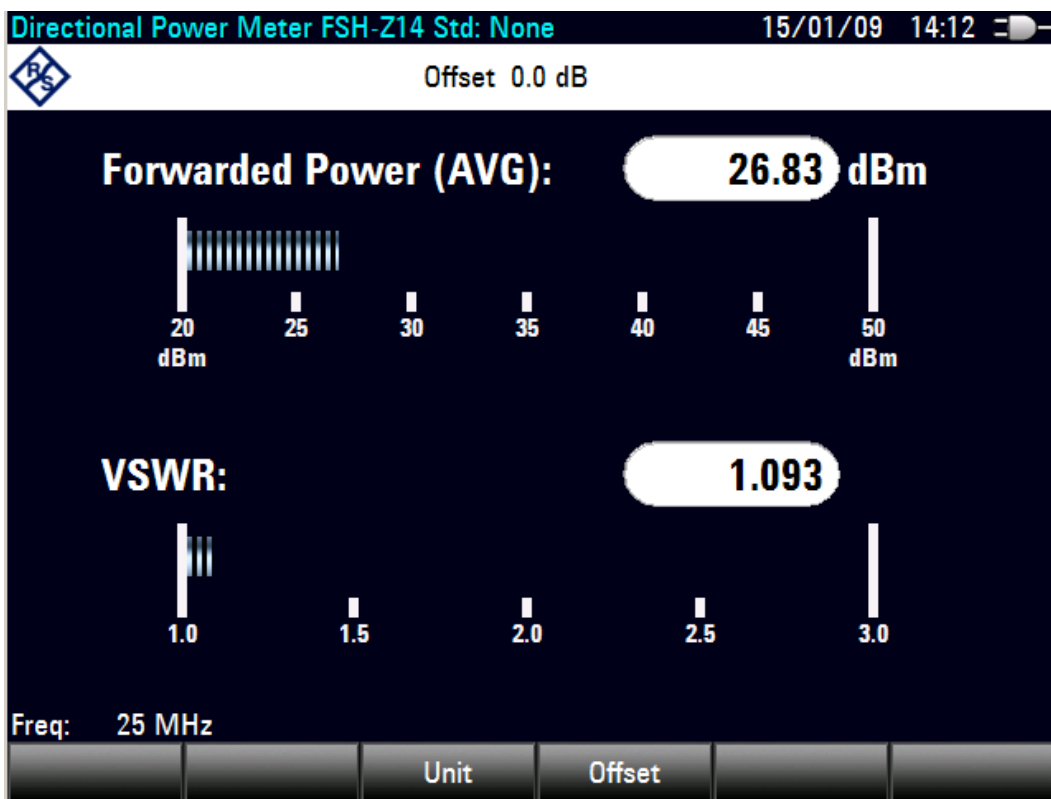 Directional Power Meter FSH-Z14 Std: None 15/01/09 14:12
R&S
Offset 0.0 dB
Forwarded Power (AVG): 26.83 dBm
20 25 30 35 40 45 50
dBm dBm
VSWR: 1.093
1.0 1.5 2.0 2.5 3.0
Freq: 25 MHz
Unit Offset